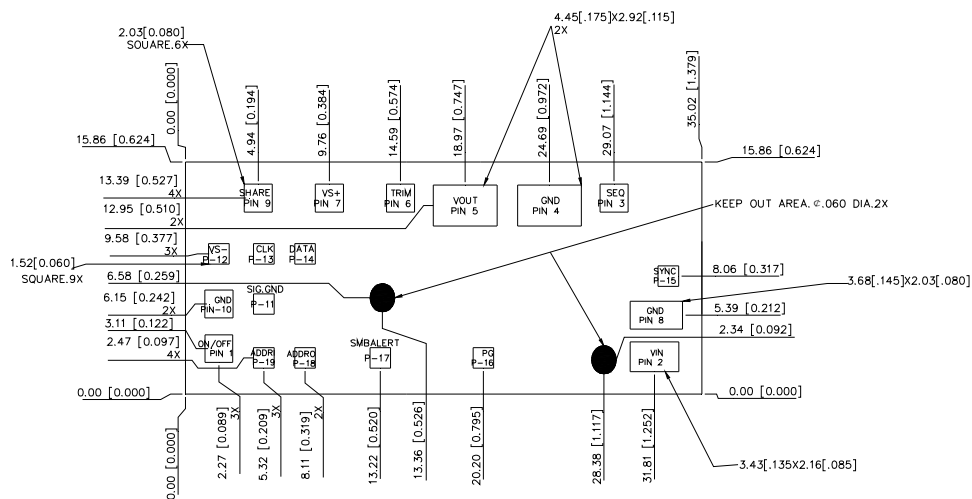 4.45[.175]X2.92[.115]
2X
2.03[0.080]
SQUARE.6X
0.00 [0.000]
4.94 [0.194]
9.76 [0.384]
14.59 [0.574]
18.97 [0.747]
24.69 [0.972]
29.07 [1.144]
35.02 [1.379]
15.86 [0.624]
15.86 [0.624]
13.39 [0.527]
4X
12.95 [0.510]
2X
SHARE
PIN 9
VS+
PIN 7
TRIM
PIN 6
VOUT
PIN 5
GND
PIN 4
SEQ
PIN 3
KEEP OUT AREA.¢.060 DIA.2X
9.58 [0.377]
3X
VS-
P-12
CLK
P-13
DATA
P-14
1.52[0.060]
SQUARE.9X
6.58 [0.259]
SYNC
P-15
8.06 [0.317]
3.68[.145]X2.03[.080]
6.15 [0.242]
2X
GND
PIN-10
SIG.GND
P-11
GND
PIN 8
5.39 [0.212]
3.11 [0.122]
2.34 [0.092]
2.47 [0.097]
4X
ON/OFF
PIN 1
ADDR1
P-19
ADDR0
P-18
SMBALERT
P-17
PG
P-16
VIN
PIN 2
0.00 [0.000]
0.00 [0.000]
0.00 [0.000]
2.27 [0.089]
3X
5.32 [0.209]
3X
8.11 [0.319]
2X
13.22 [0.520]
13.36 [0.526]
20.20 [0.795]
28.38 [1.117]
31.81 [1.252]
3.43[.135X2.16[.085]